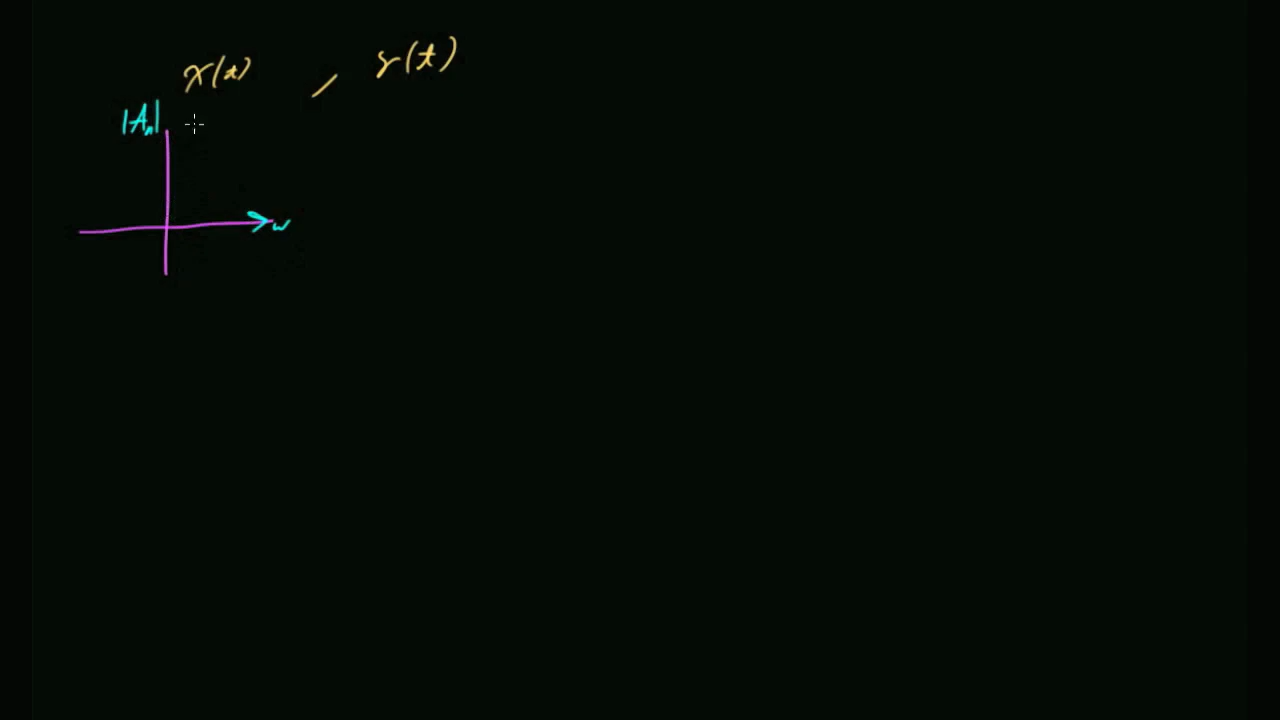 x(t) , y(t)
|Aₙ|
w